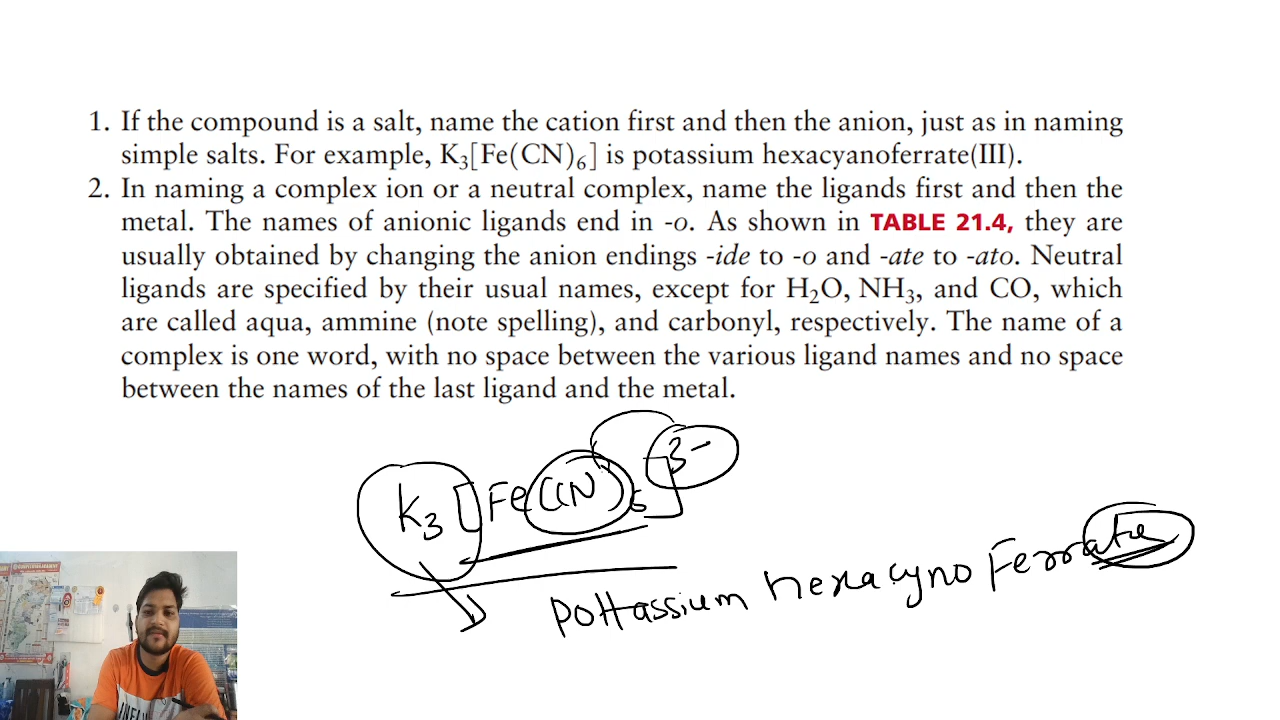 1. If the compound is a salt, name the cation first and then the anion, just as in naming
simple salts. For example, K₃[Fe(CN)₆] is potassium hexacyanoferrate(III).
2. In naming a complex ion or a neutral complex, name the ligands first and then the
metal. The names of anionic ligands end in -o. As shown in TABLE 21.4, they are
usually obtained by changing the anion endings -ide to -o and -ate to -ato. Neutral
ligands are specified by their usual names, except for H₂O, NH₃, and CO, which
are called aqua, ammine (note spelling), and carbonyl, respectively. The name of a
complex is one word, with no space between the various ligand names and no space
between the names of the last ligand and the metal.
K₃[Fe(CN)₆]³⁻
Pottassium hexacyno Ferrate